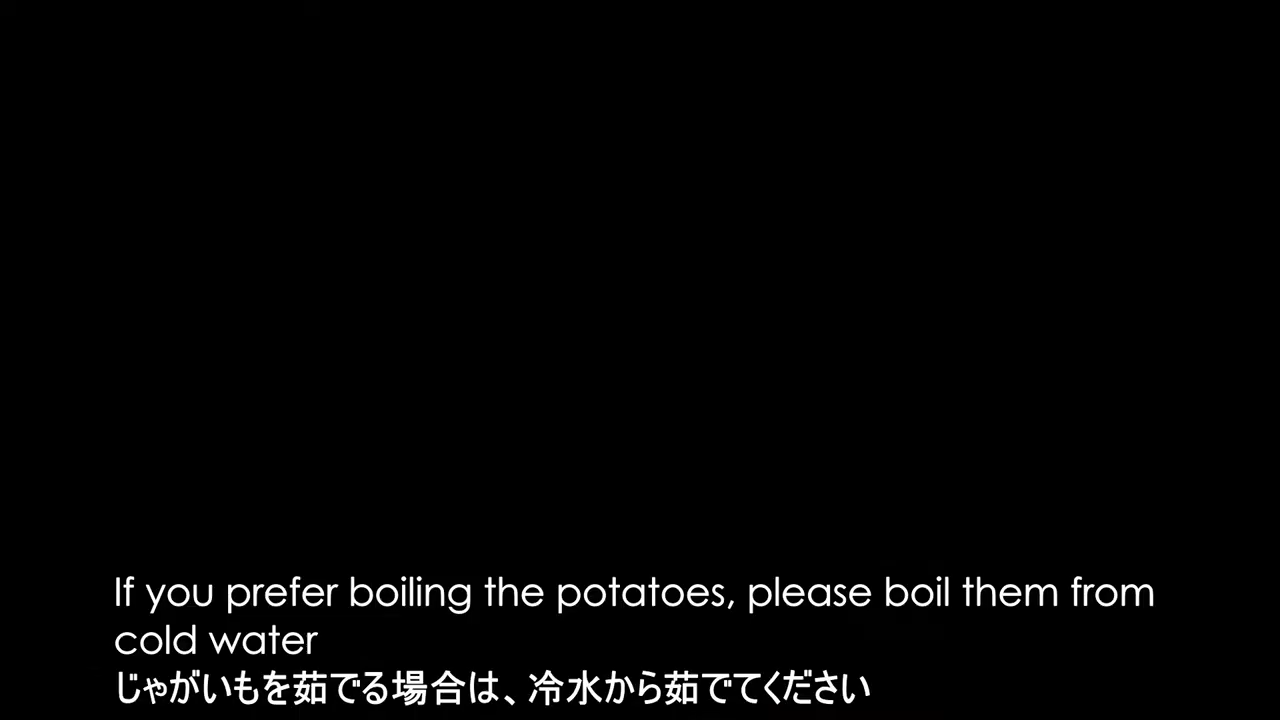 If you prefer boiling the potatoes, please boil them from
cold water
じゃがいもを茹でる場合は、冷水から茹でてください